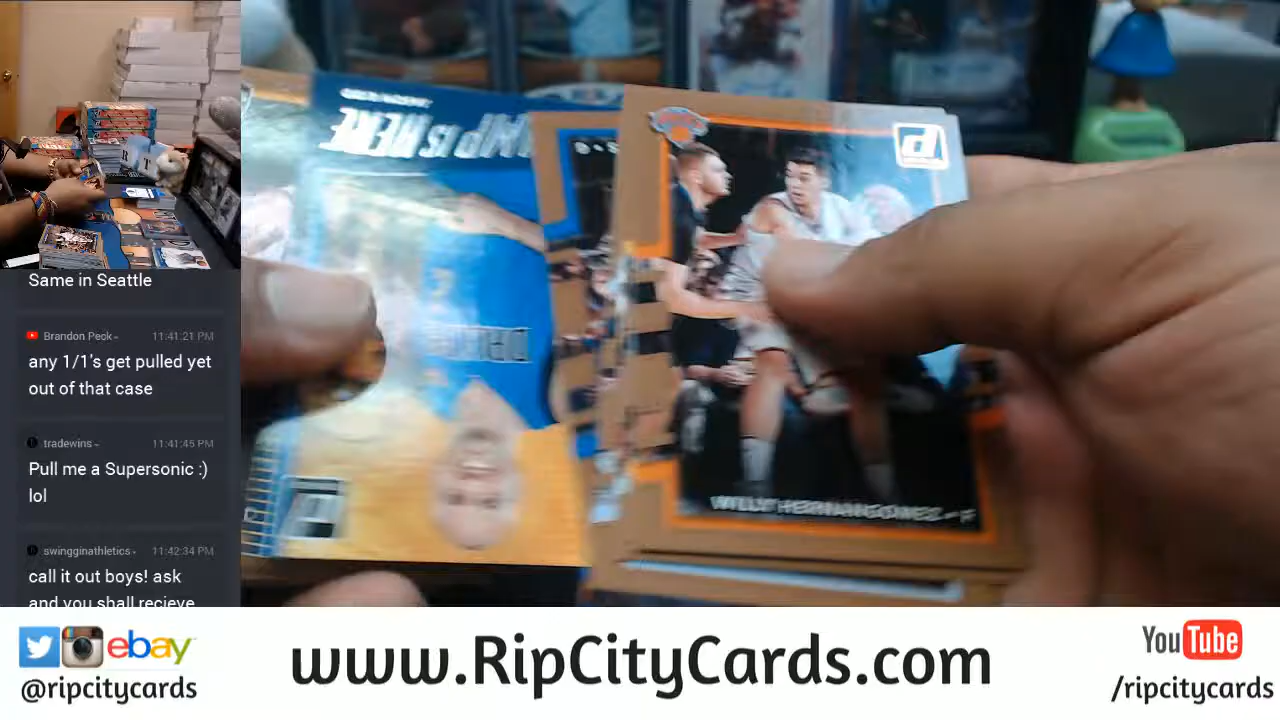 Same in Seattle
Brandon Peck
11:41:21 PM
any 1/1's get pulled yet
out of that case
tradewins
11:41:45 PM
Pull me a Supersonic :)
lol
swingginathletics
11:42:34 PM
call it out boys! ask
and you shall recieve
WILLY HERNANGOMEZ - F
ebay
@ripcitycards
www.RipCityCards.com
YouTube
/ripcitycards